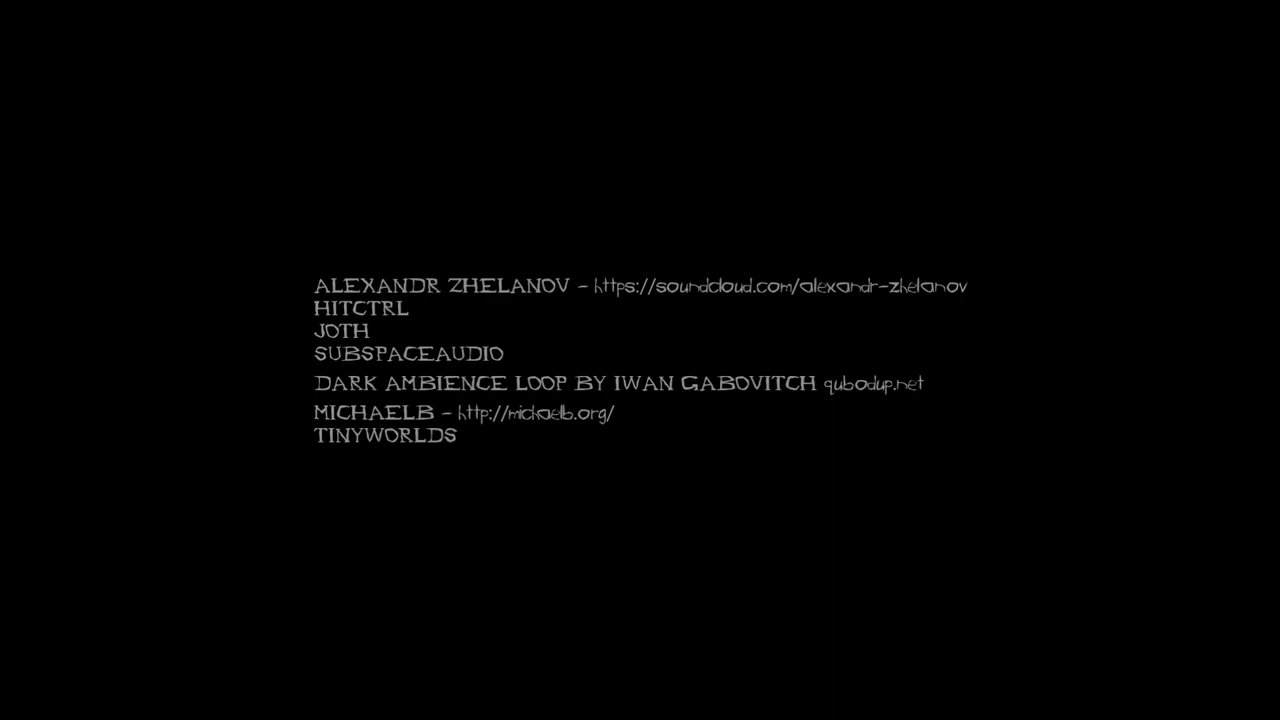 ALEXANDR ZHELANOV - https://soundcloud.com/alexandr-zhelanov
HITCTRL
JOTH
SUBSPACEAUDIO
DARK AMBIENCE LOOP BY IWAN GABOVITCH qubodup.net
MICHAELB - http://michaelb.org/
TINYWORLDS